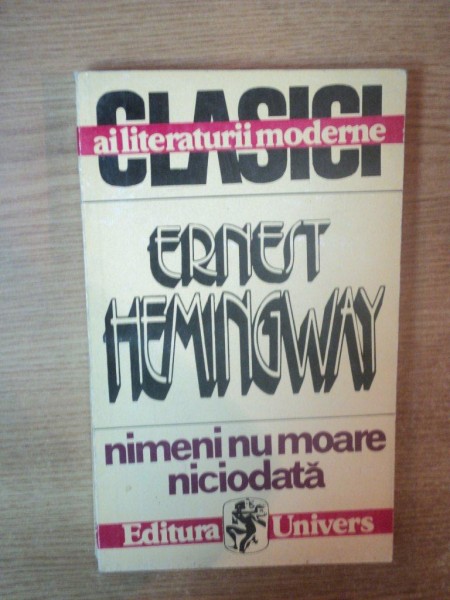 CLASICI
ai literaturii moderne
ERNEST
HEMINGWAY
nimeni nu moare
niciodată
Editura Univers